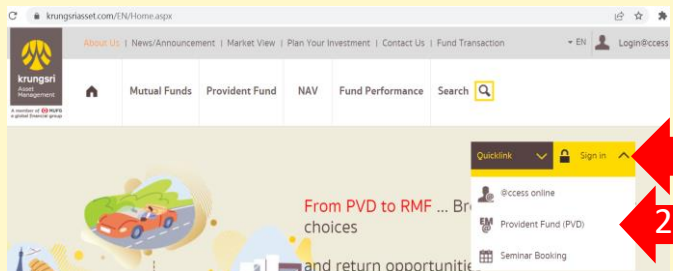 krungsriasset.com/EN/Home.aspx
About Us | News/Announcement | Market View | Plan Your Investment | Contact Us | Fund Transaction
EN Login@ccess
krungsri
Asset
Management
A member of MUFG
a global financial group
Mutual Funds Provident Fund NAV Fund Performance Search
Quicklink Sign in
@ccess online
EM@ Provident Fund (PVD)
2
Seminar Booking
From PVD to RMF ... Br
choices
and return opportunitie